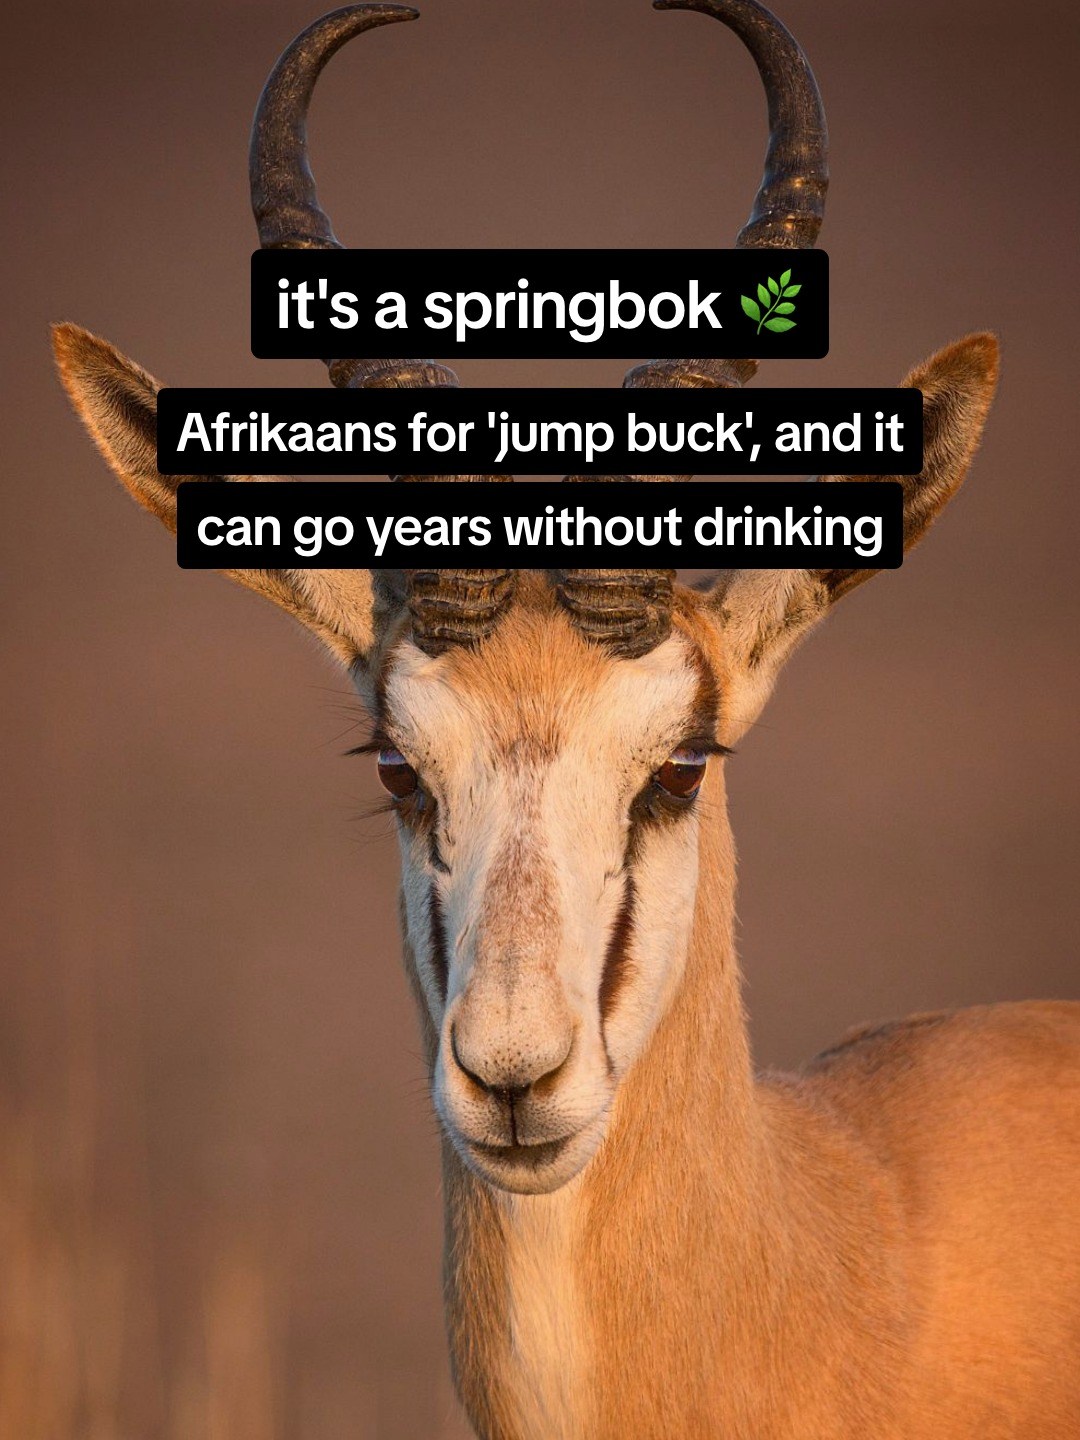 it's a springbok 🌿
Afrikaans for 'jump buck', and it
can go years without drinking